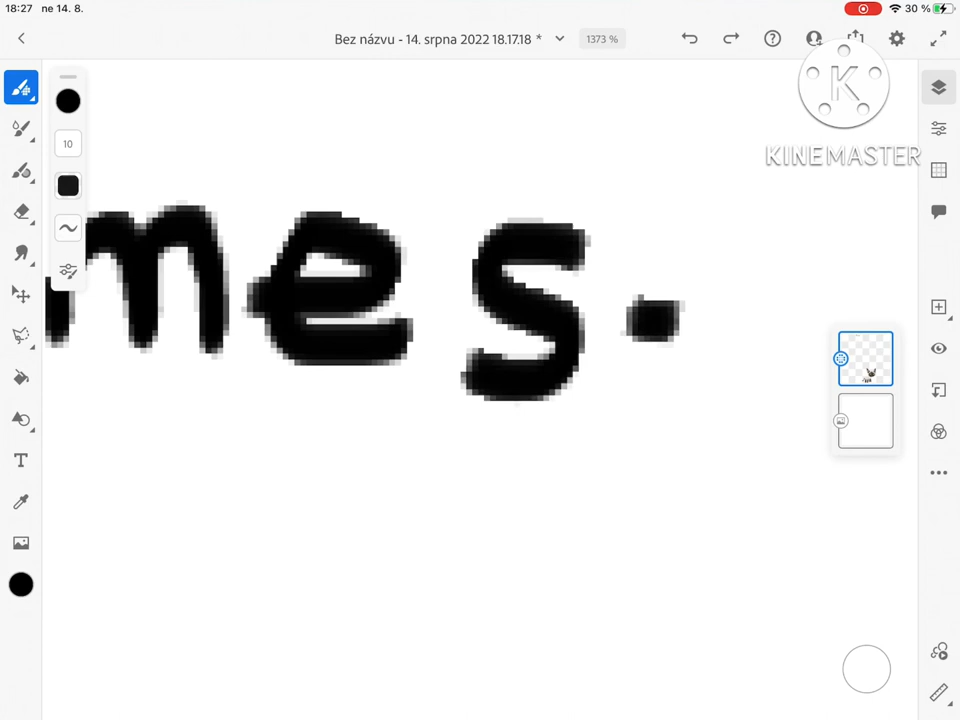 18:27 ne 14. 8. 30 %
Bez názvu - 14. srpna 2022 18.17.18 * 1373 %
K
KINEMASTER
10
mes.
T